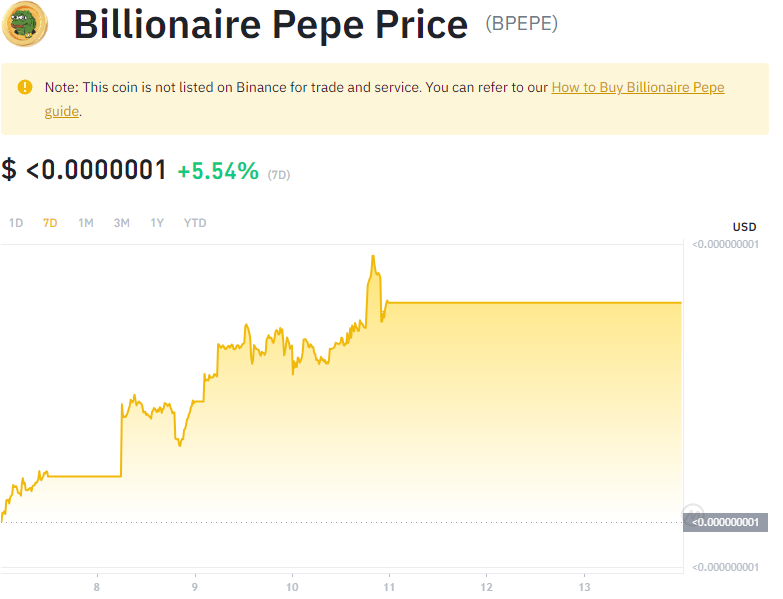 Billionaire Pepe Price (BPEPE)
Note: This coin is not listed on Binance for trade and service. You can refer to our How to Buy Billionaire Pepe
guide.
$ <0.0000001 +5.54% (7D)
1D 7D 1M 3M 1Y YTD
USD
<0.000000001
<0.000000001
<0.000000001
8 9 10 11 12 13